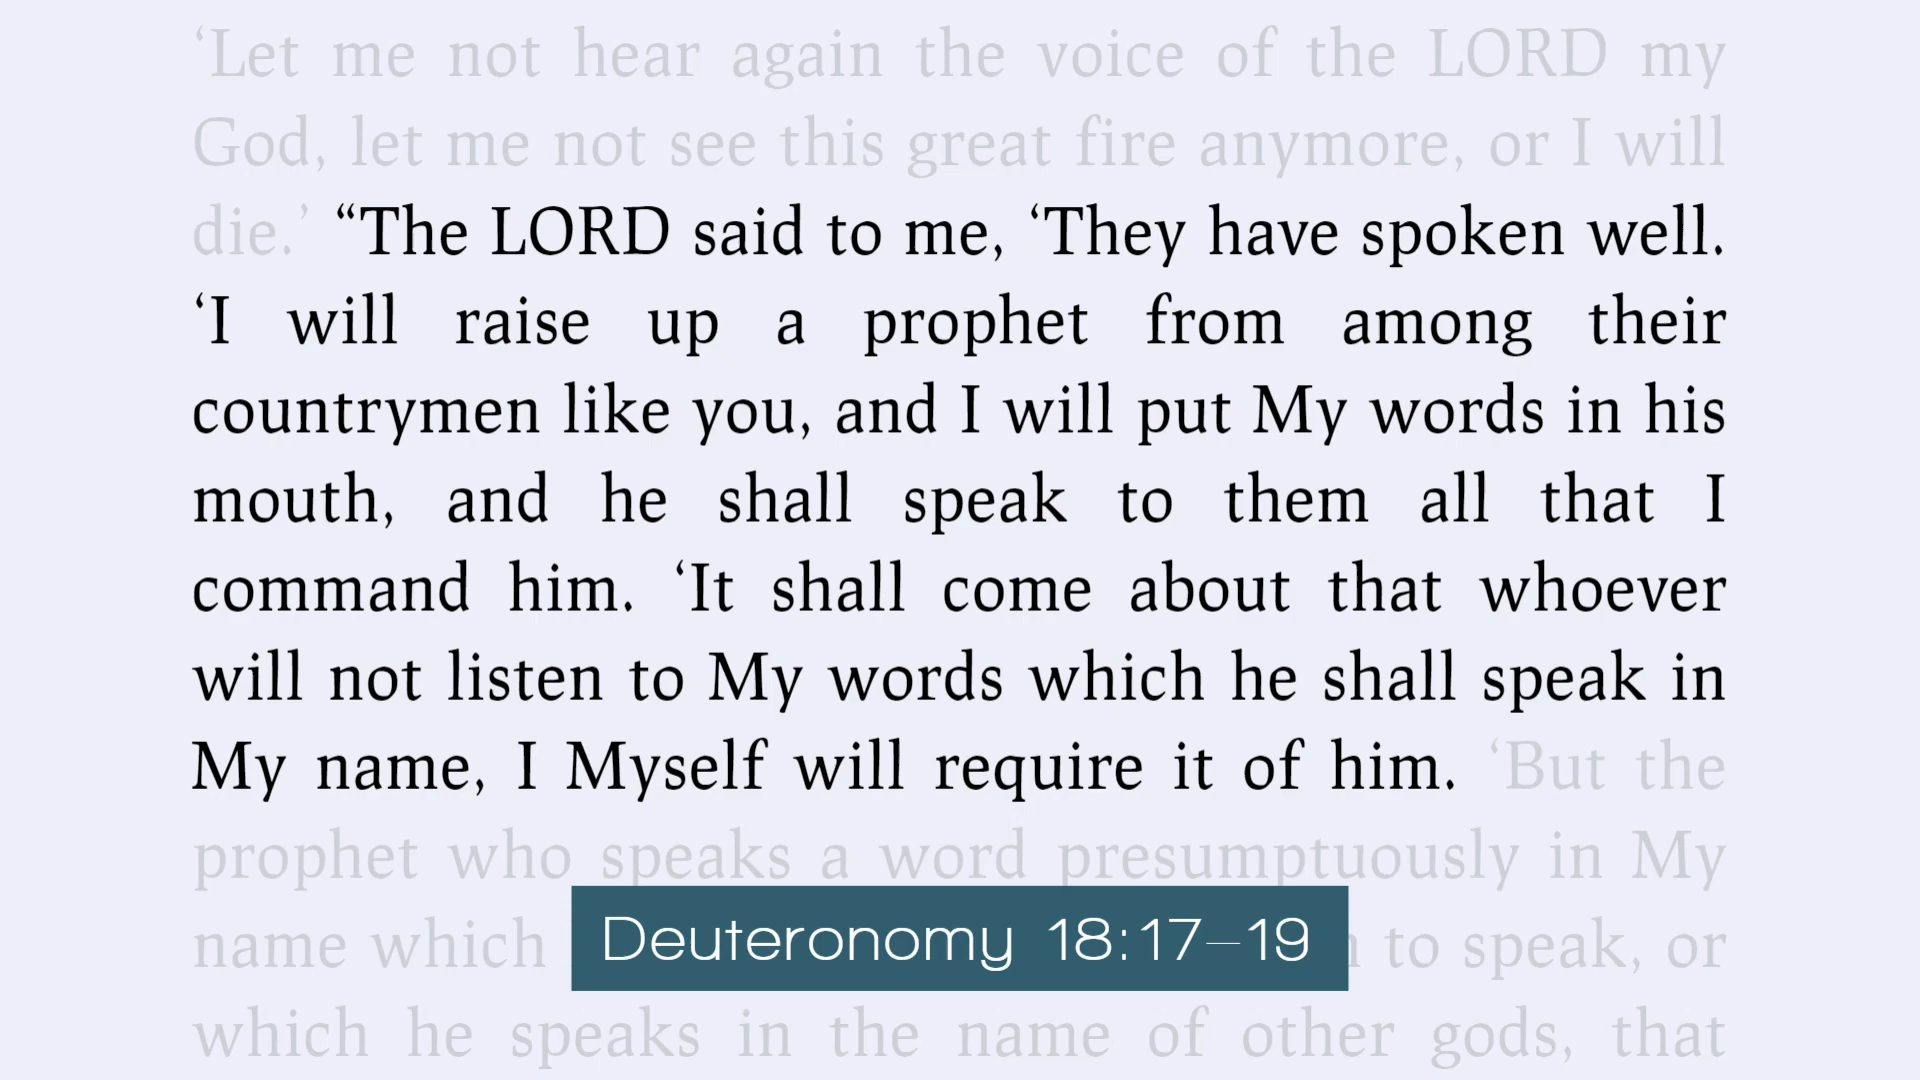 ‘Let me not hear again the voice of the LORD my
God, let me not see this great fire anymore, or I will
die.’ “The LORD said to me, ‘They have spoken well.
‘I will raise up a prophet from among their
countrymen like you, and I will put My words in his
mouth, and he shall speak to them all that I
command him. ‘It shall come about that whoever
will not listen to My words which he shall speak in
My name, I Myself will require it of him. ‘But the
prophet who speaks a word presumptuously in My
name which to speak, or
Deuteronomy 18:17–19
which he speaks in the name of other gods, that